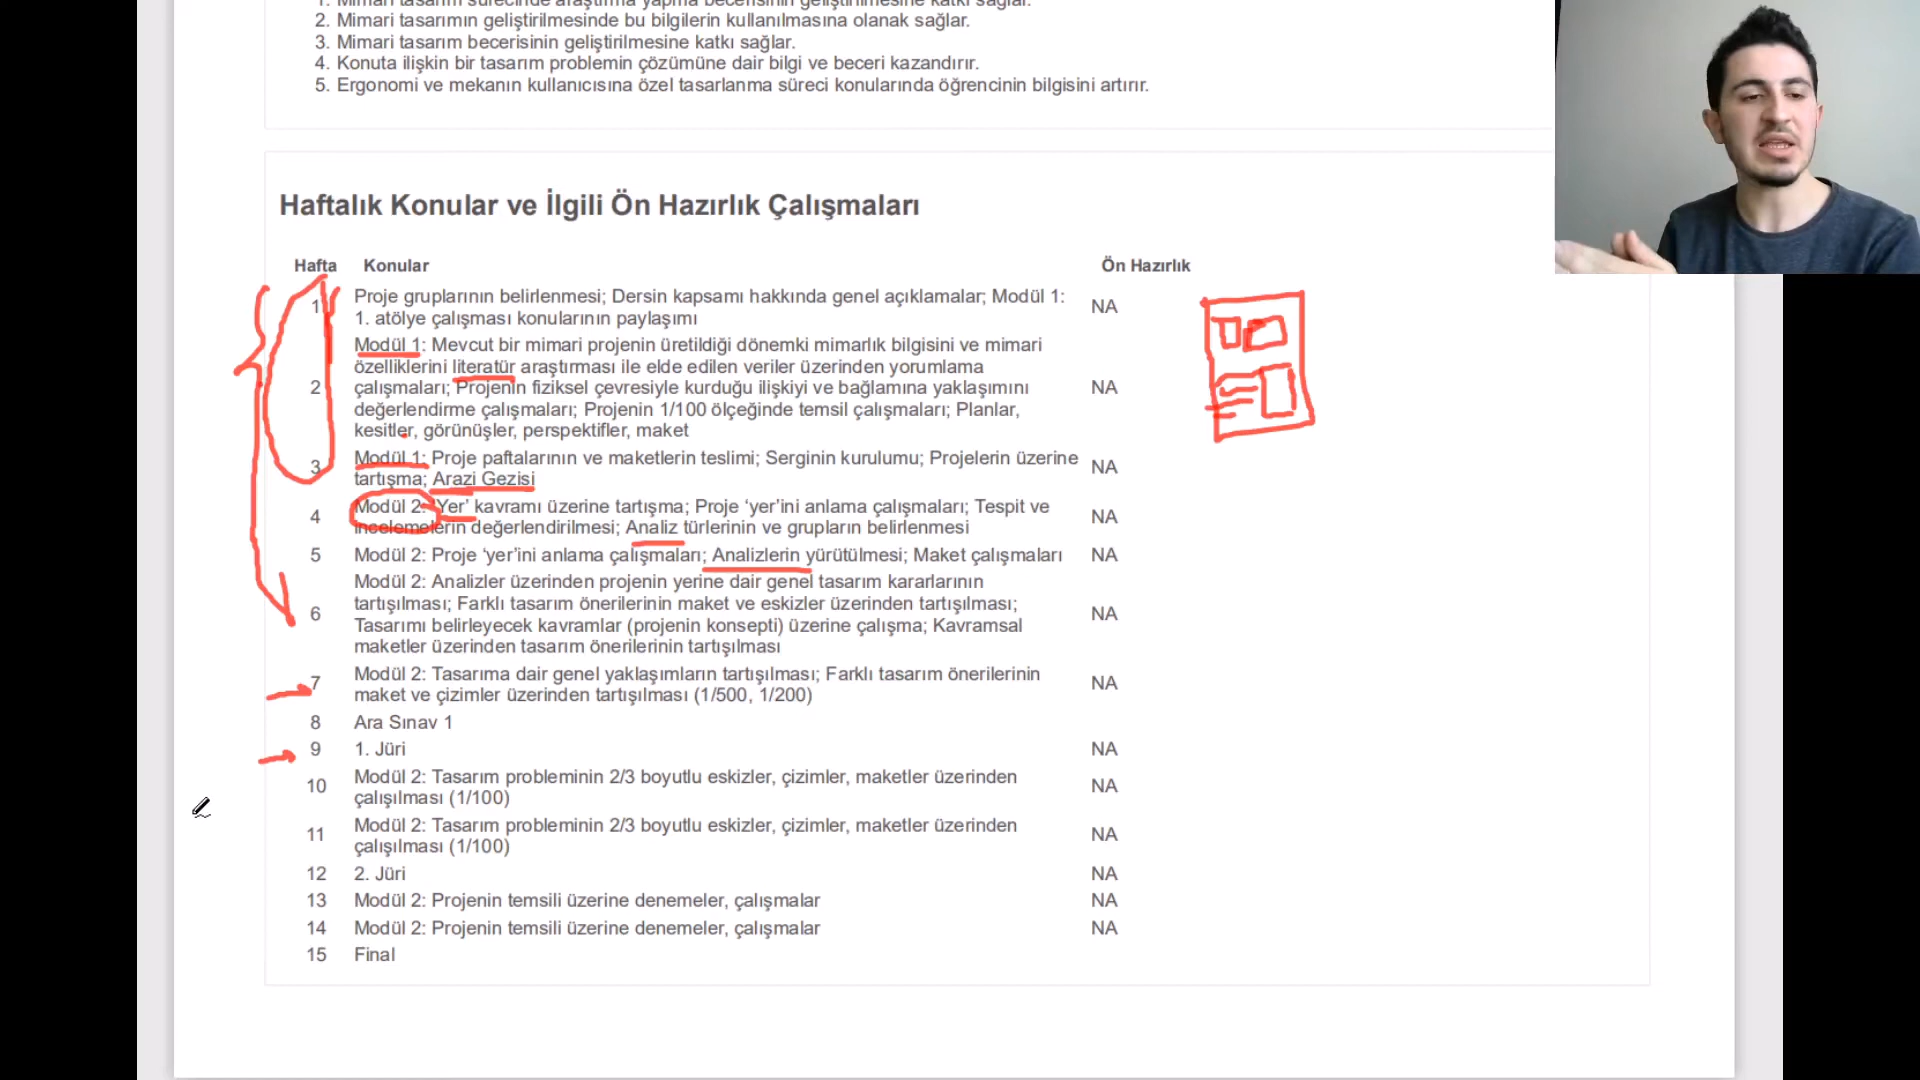 1. Mimari tasarım sürecinde araştırma yapma becerisinin geliştirilmesine katkı sağlar.
2. Mimari tasarımın geliştirilmesinde bu bilgilerin kullanılmasına olanak sağlar.
3. Mimari tasarım becerisinin geliştirilmesine katkı sağlar.
4. Konuta ilişkin bir tasarım problemin çözümüne dair bilgi ve beceri kazandırır.
5. Ergonomi ve mekanın kullanıcısına özel tasarlanma süreci konularında öğrencinin bilgisini artırır.
Haftalık Konular ve İlgili Ön Hazırlık Çalışmaları
Hafta Konular Ön Hazırlık
1 Proje gruplarının belirlenmesi; Dersin kapsamı hakkında genel açıklamalar; Modül 1: NA
1. atölye çalışması konularının paylaşımı
Modül 1: Mevcut bir mimari projenin üretildiği dönemki mimarlık bilgisini ve mimari
özelliklerini literatür araştırması ile elde edilen veriler üzerinden yorumlama
2 çalışmaları; Projenin fiziksel çevresiyle kurduğu ilişkiyi ve bağlamına yaklaşımını NA
değerlendirme çalışmaları; Projenin 1/100 ölçeğinde temsil çalışmaları; Planlar,
kesitler, görünüşler, perspektifler, maket
3 Modül 1: Proje paftalarının ve maketlerin teslimi; Serginin kurulumu; Projelerin üzerine NA
tartışma; Arazi Gezisi
4 Modül 2: 'Yer' kavramı üzerine tartışma; Proje 'yer'ini anlama çalışmaları; Tespit ve NA
incelemelerin değerlendirilmesi; Analiz türlerinin ve grupların belirlenmesi
5 Modül 2: Proje 'yer'ini anlama çalışmaları; Analizlerin yürütülmesi; Maket çalışmaları NA
Modül 2: Analizler üzerinden projenin yerine dair genel tasarım kararlarının
tartışılması; Farklı tasarım önerilerinin maket ve eskizler üzerinden tartışılması;
6 Tasarımı belirleyecek kavramlar (projenin konsepti) üzerine çalışma; Kavramsal NA
maketler üzerinden tasarım önerilerinin tartışılması
7 Modül 2: Tasarıma dair genel yaklaşımların tartışılması; Farklı tasarım önerilerinin NA
maket ve çizimler üzerinden tartışılması (1/500, 1/200)
8 Ara Sınav 1
9 1. Jüri NA
10 Modül 2: Tasarım probleminin 2/3 boyutlu eskizler, çizimler, maketler üzerinden NA
çalışılması (1/100)
11 Modül 2: Tasarım probleminin 2/3 boyutlu eskizler, çizimler, maketler üzerinden NA
çalışılması (1/100)
12 2. Jüri NA
13 Modül 2: Projenin temsili üzerine denemeler, çalışmalar NA
14 Modül 2: Projenin temsili üzerine denemeler, çalışmalar NA
15 Final